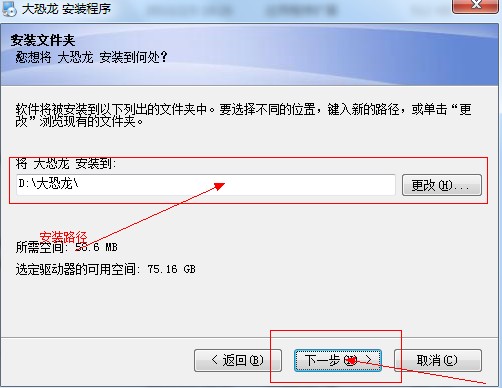 大恐龙 安装程序
安装文件夹
您想将 大恐龙 安装到何处？
软件将被安装到以下列出的文件夹中。要选择不同的位置，键入新的路径，或单击“更
改”浏览现有的文件夹。
将 大恐龙 安装到:
D:\大恐龙\
更改(H)...
安装路径
所需空间: 58.6 MB
选定驱动器的可用空间: 75.16 GB
< 返回(B)
下一步(N) >
取消(C)